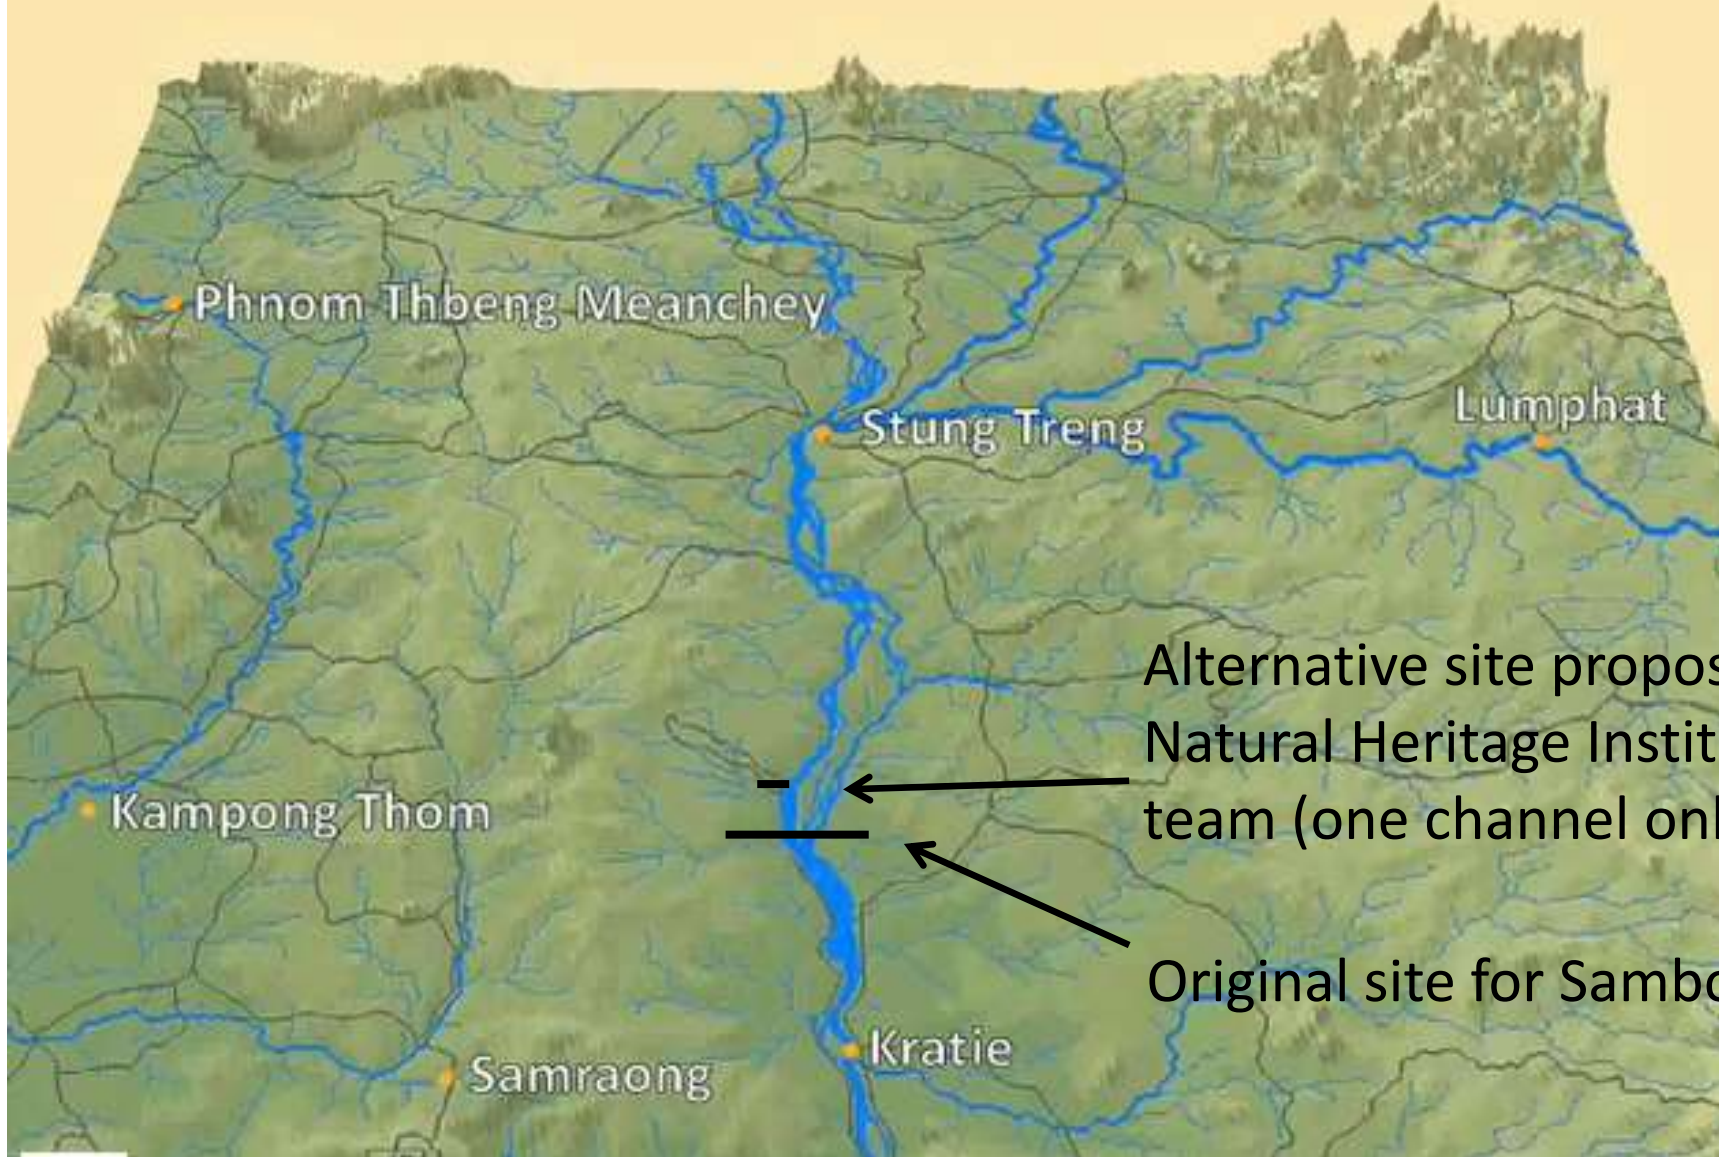 Phnom Thbeng Meanchey
Stung Treng
Lumphat
Alternative site propos
Natural Heritage Instit
team (one channel onl
Kampong Thom
Original site for Sambo
Kratie
Samraong